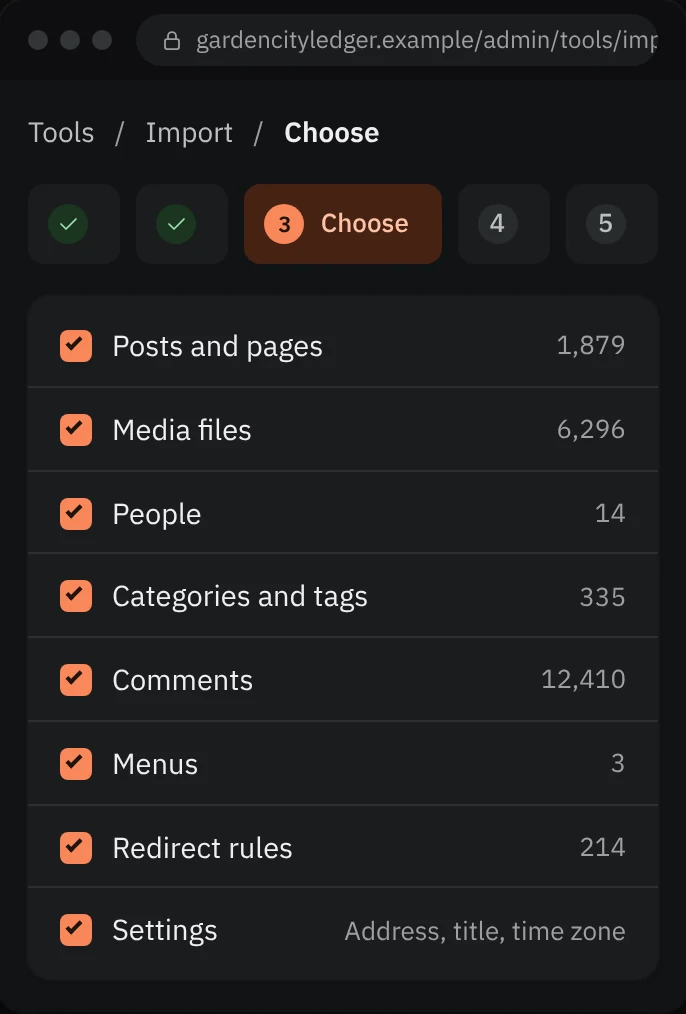 gardencityledger.example/admin/tools/imp
Tools / Import / Choose
3 Choose 4 5
Posts and pages 1,879
Media files 6,296
People 14
Categories and tags 335
Comments 12,410
Menus 3
Redirect rules 214
Settings Address, title, time zone